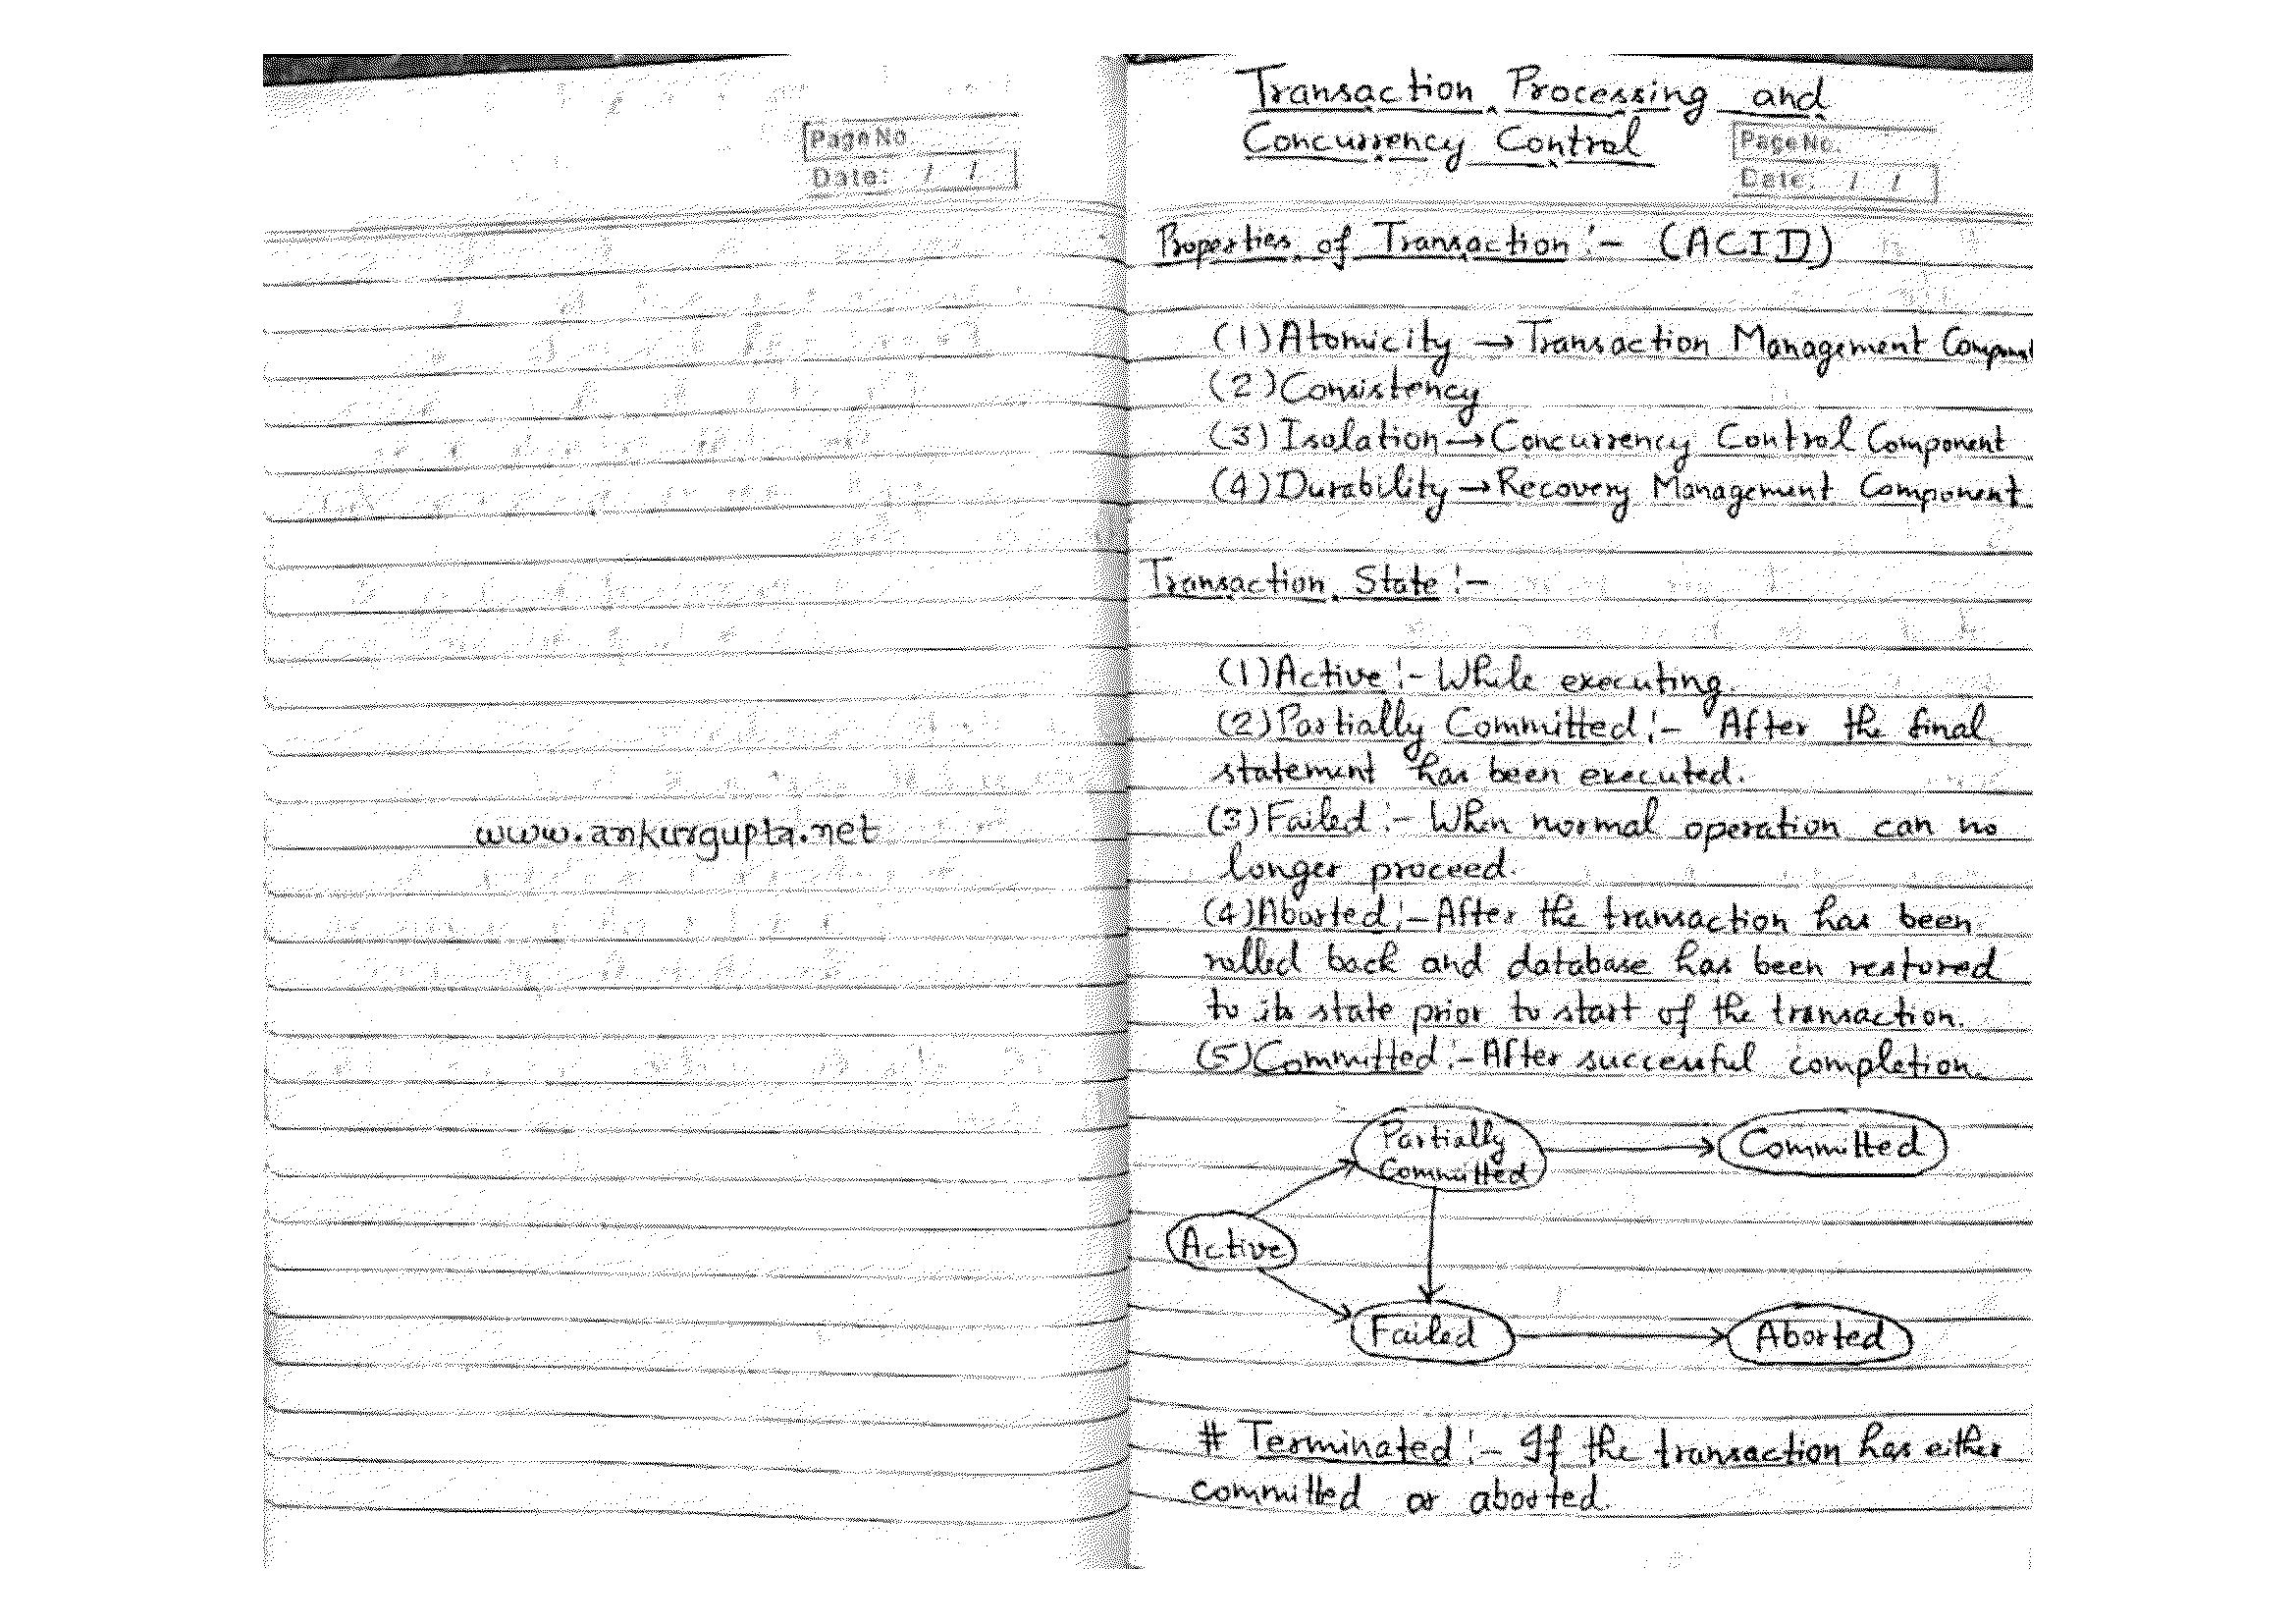 Page No
Date: / /
www.ankurgupta.net
Transaction Processing and
Concurrency Control
Page No.
Date: / /
Properties of Transaction :- (ACID)
(1) Atomicity → Transaction Management Component
(2) Consistency
(3) Isolation → Concurrency Control Component
(4) Durability → Recovery Management Component
Transaction State :-
(1) Active :- While executing.
(2) Partially Committed :- After the final
statement has been executed.
(3) Failed :- When normal operation can no
longer proceed.
(4) Aborted :- After the transaction has been
rolled back and database has been restored
to its state prior to start of the transaction.
(5) Committed :- After successful completion.
Partially
Committed
Committed
Active
Failed
Aborted
# Terminated :- If the transaction has either
committed or aborted.